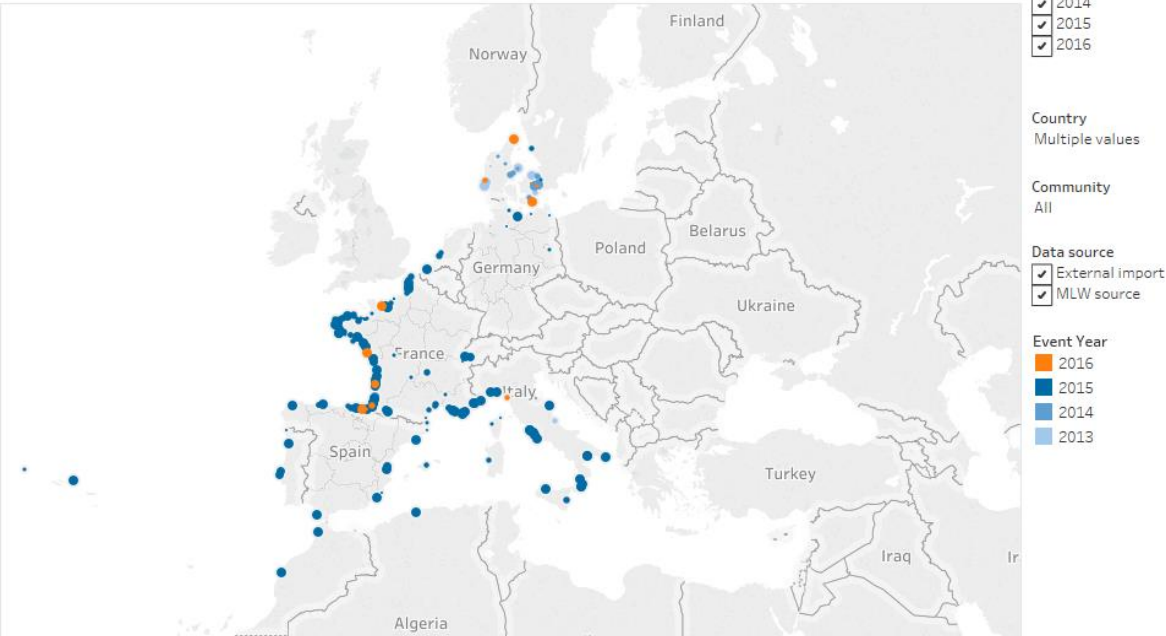 2014
2015
2016
Finland
Norway
Country
Multiple values
Community
All
Belarus
Poland
Data source
Germany
External import
MLW source
Ukraine
Event Year
France
2016
2015
Italy
2014
2013
Spain
Turkey
Iraq
Ir
Algeria